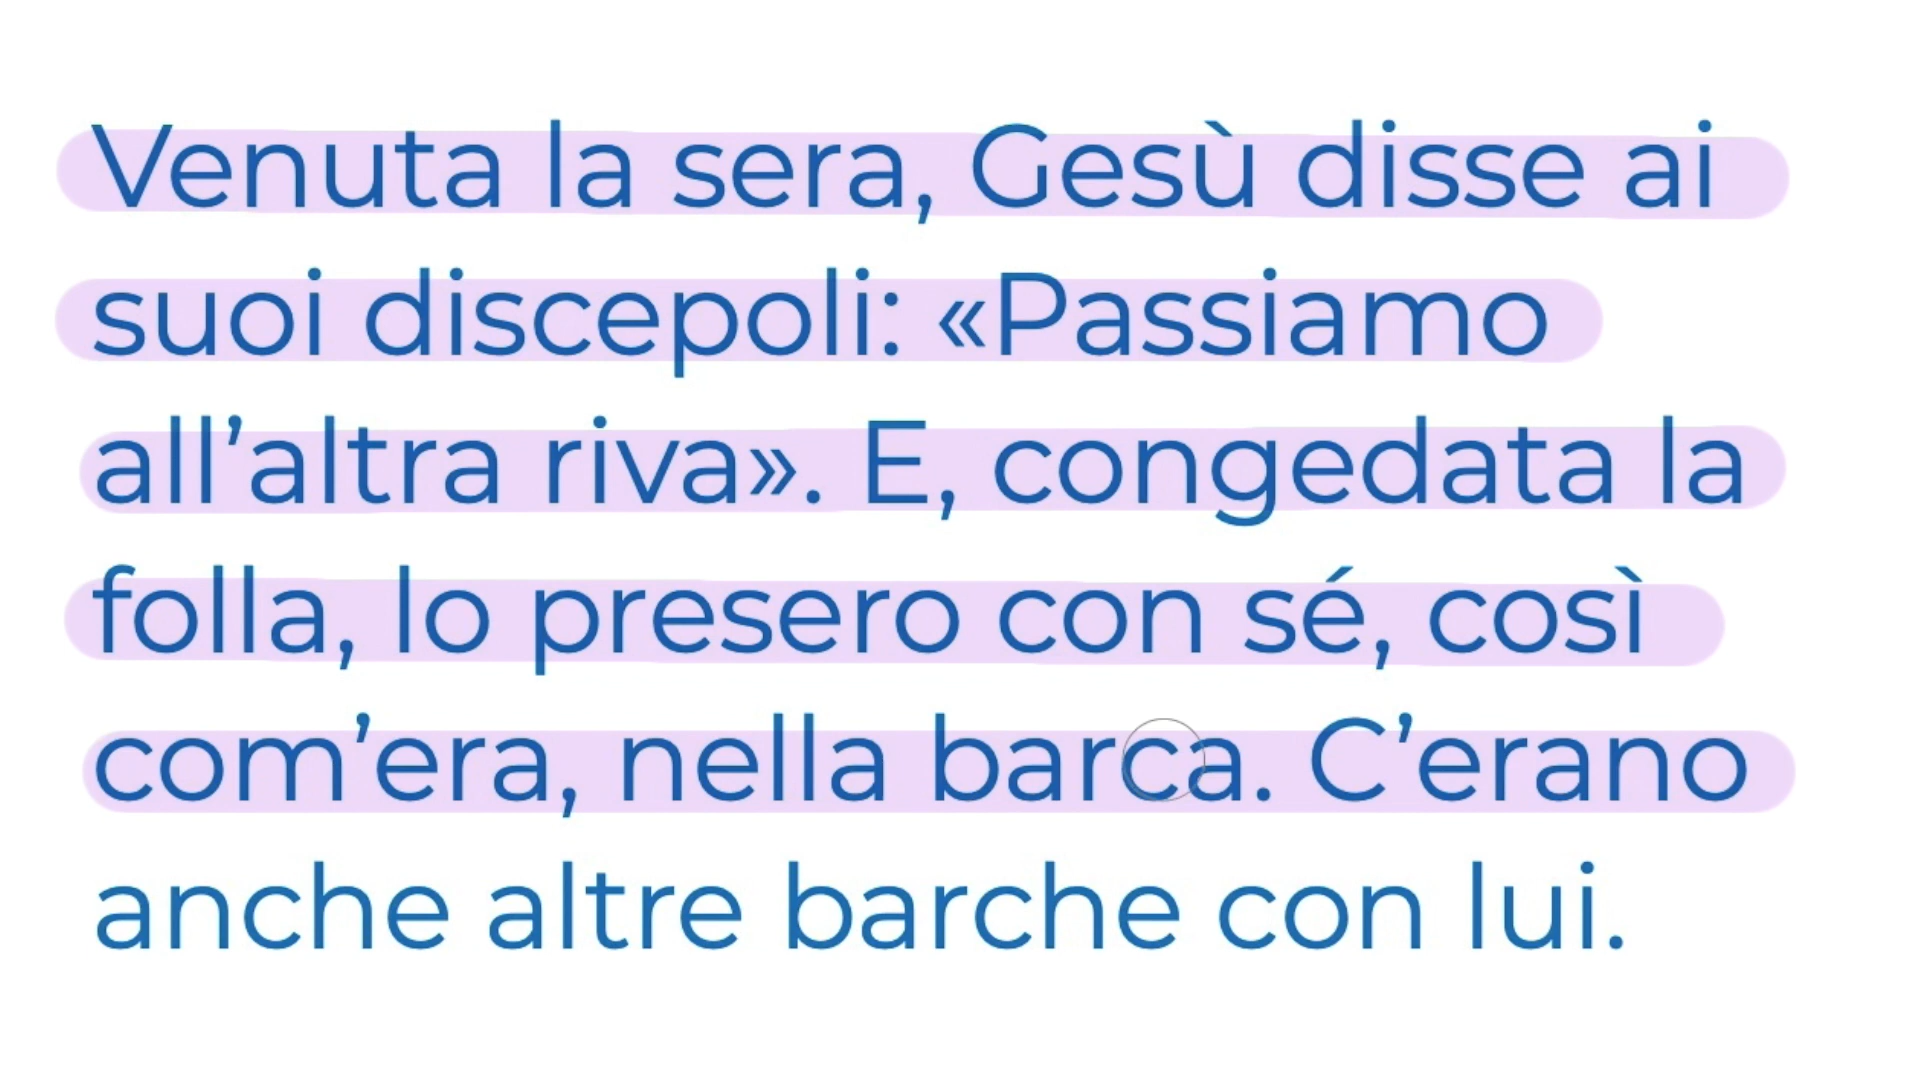 Venuta la sera, Gesù disse ai
suoi discepoli: «Passiamo
all’altra riva». E, congedata la
folla, lo presero con sé, così
com’era, nella barca. C’erano
anche altre barche con lui.